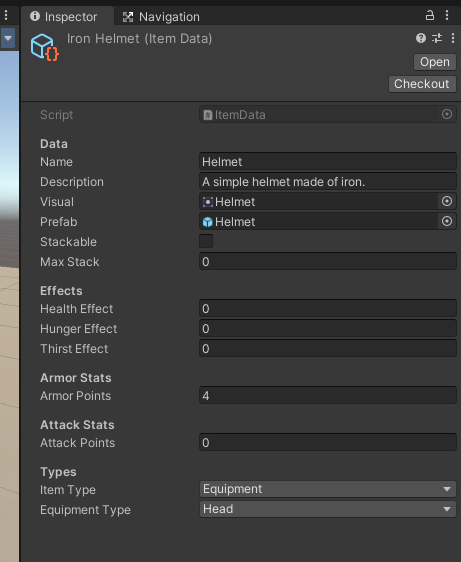 Inspector Navigation
Iron Helmet (Item Data)
Open
Checkout
Script ItemData
Data
Name Helmet
Description A simple helmet made of iron.
Visual Helmet
Prefab Helmet
Stackable
Max Stack 0
Effects
Health Effect 0
Hunger Effect 0
Thirst Effect 0
Armor Stats
Armor Points 4
Attack Stats
Attack Points 0
Types
Item Type Equipment
Equipment Type Head